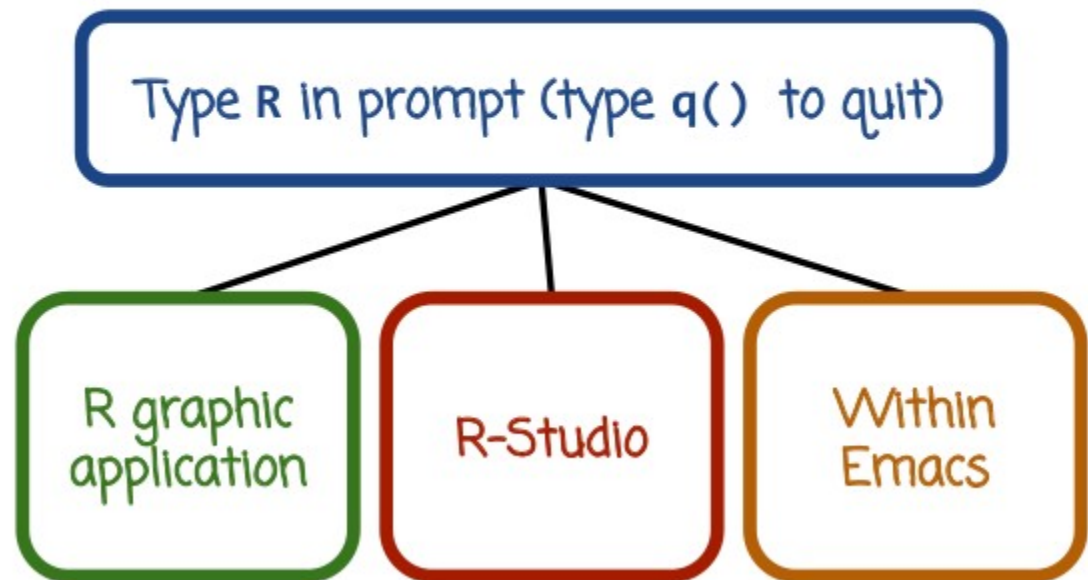 Type R in prompt (type q() to quit)
R graphic
application
R-Studio
Within
Emacs